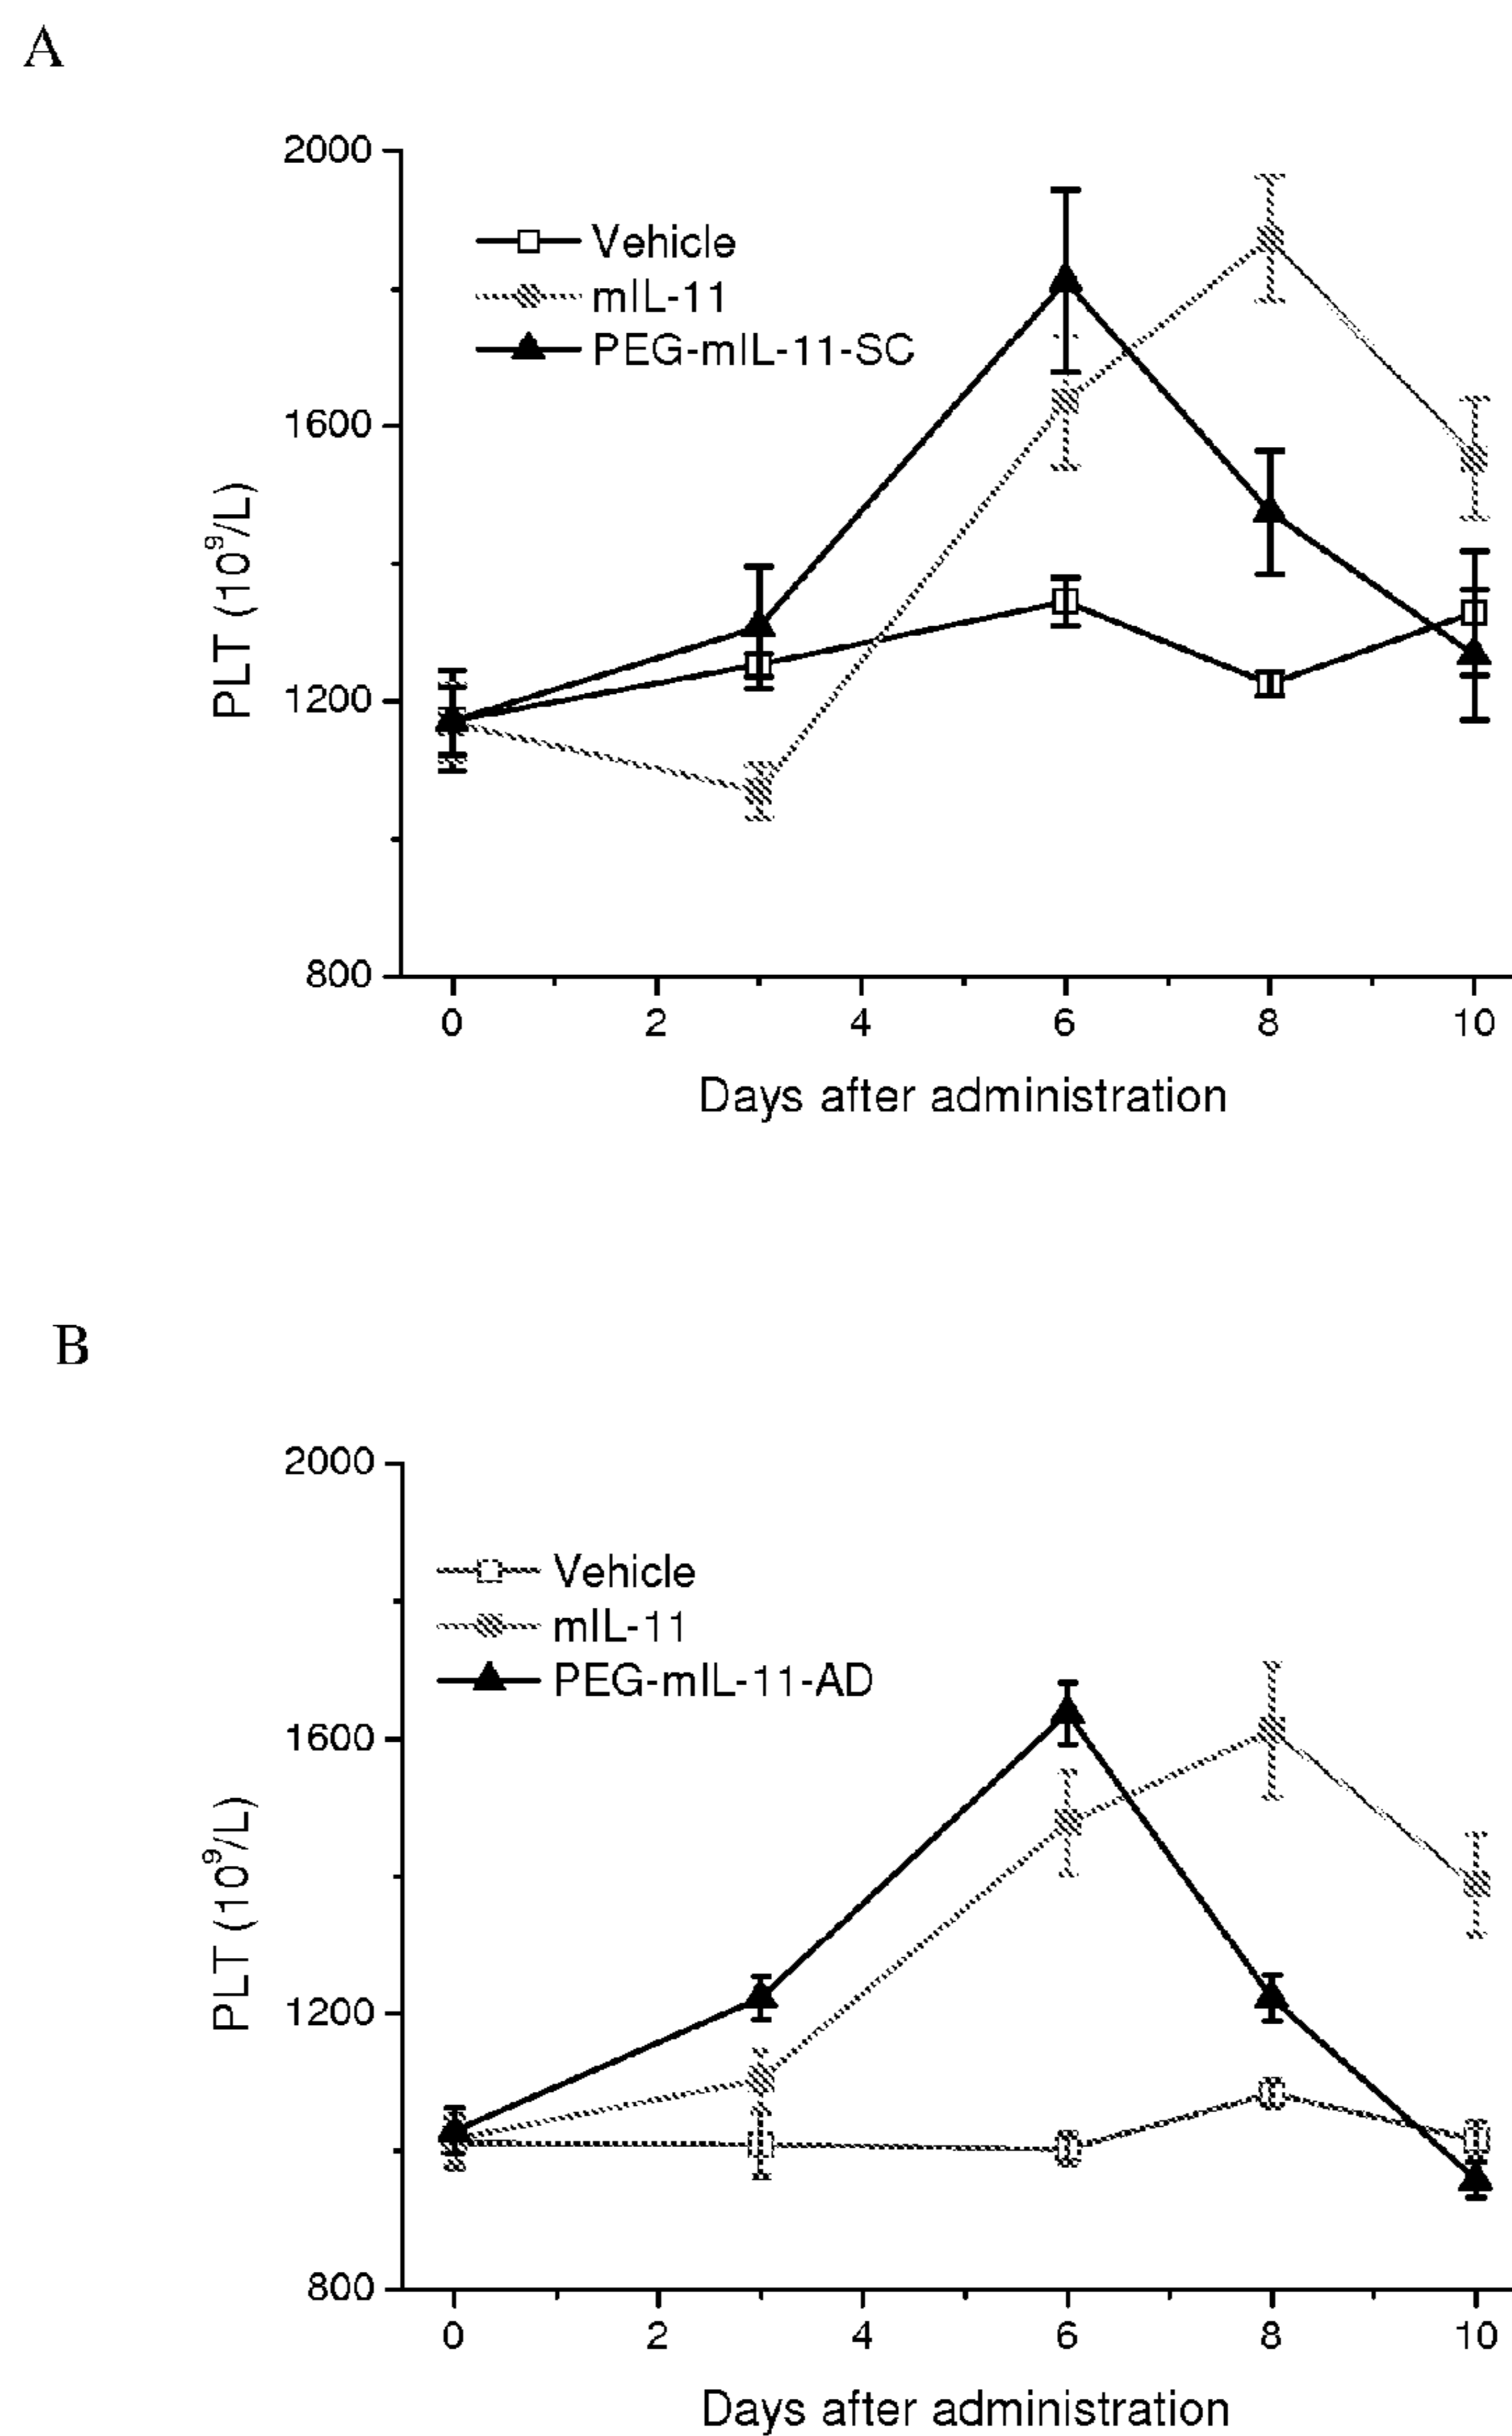 A
2000
1600
1200
800
PLT (10⁹/L)
Vehicle
mIL-11
PEG-mIL-11-SC
0 2 4 6 8 10
Days after administration
B
2000
1600
1200
800
PLT (10⁹/L)
Vehicle
mIL-11
PEG-mIL-11-AD
0 2 4 6 8 10
Days after administration